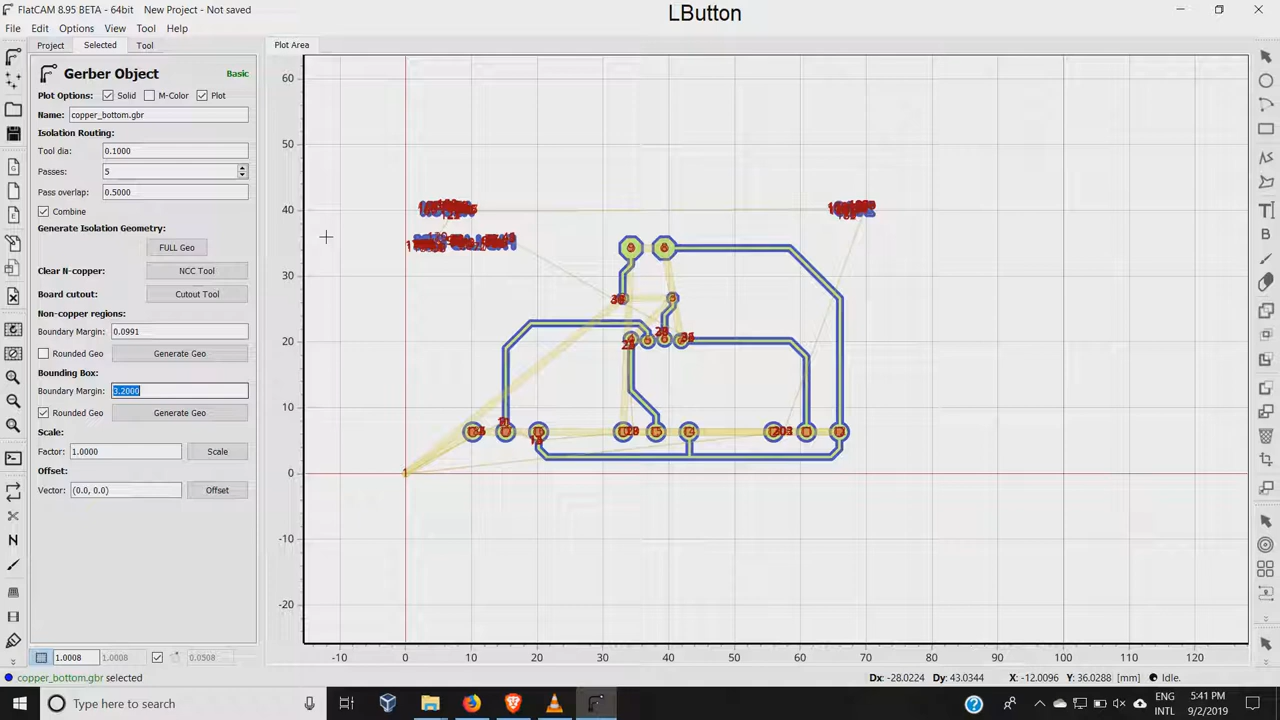 FlatCAM 8.95 BETA - 64bit New Project - Not saved
LButton
File Edit Options View Tool Help
Project Selected Tool
Plot Area
Gerber Object Basic
Plot Options: Solid M-Color Plot
Name: copper_bottom.gbr
Isolation Routing:
Tool dia: 0.1000
Passes: 5
Pass overlap: 0.5000
Combine
Generate Isolation Geometry:
FULL Geo
Clear N-copper: NCC Tool
Board cutout: Cutout Tool
Non-copper regions:
Boundary Margin: 0.0991
Rounded Geo Generate Geo
Bounding Box:
Boundary Margin: 3.2000
Rounded Geo Generate Geo
Scale:
Factor: 1.0000 Scale
Offset:
Vector: (0.0, 0.0) Offset
60
50
40
30
20
10
0
-10
-20
-10 0 10 20 30 40 50 60 70 80 90 100 110 120
1.0008 1.0008 0.0508
copper_bottom.gbr selected
Dx: -28.0224 Dy: 43.0344 X: -12.0096 Y: 36.0288 [mm] Idle.
Type here to search
ENG
INTL
5:41 PM
9/2/2019